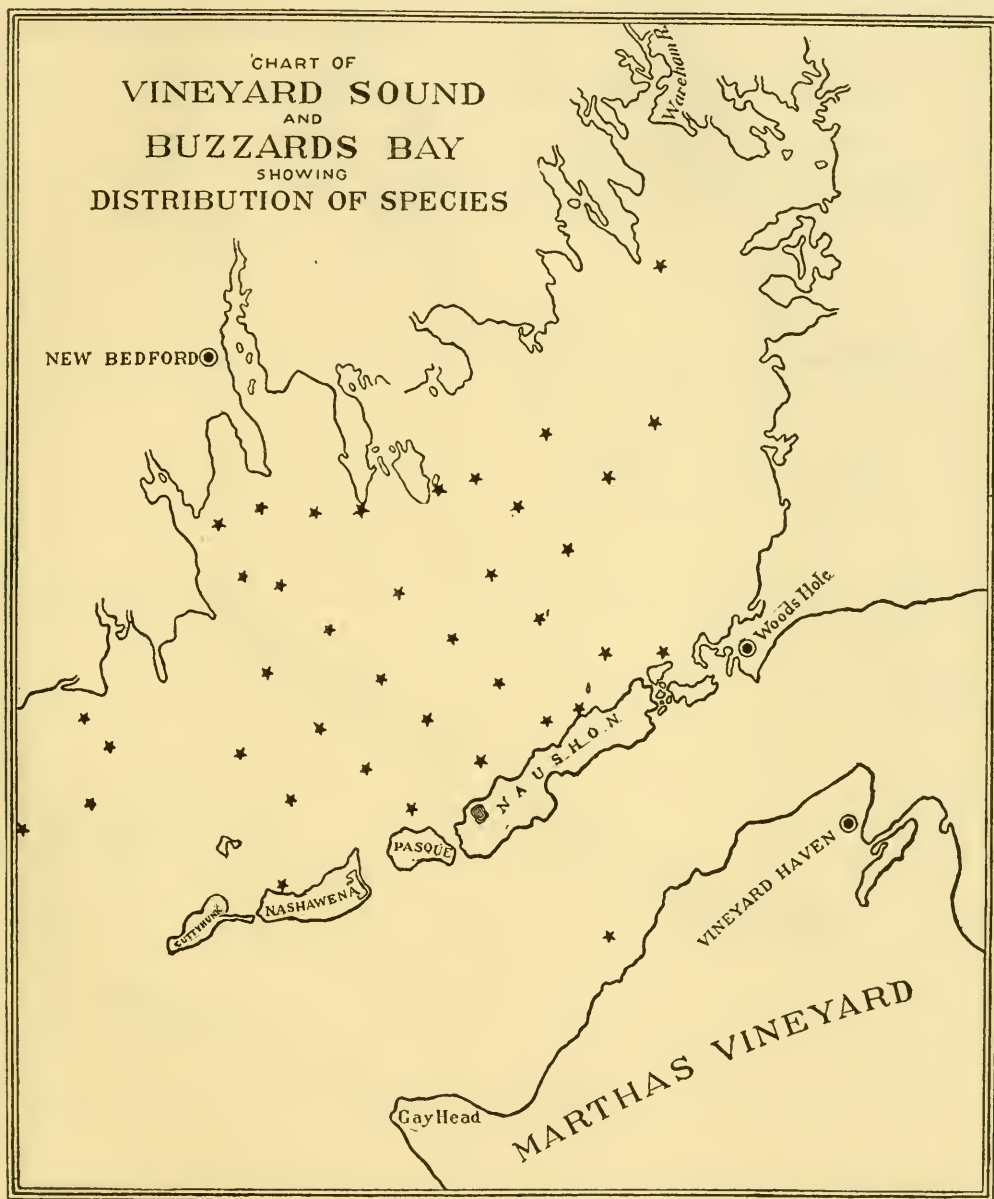 CHART OF
VINEYARD SOUND
AND
BUZZARDS BAY
SHOWING
DISTRIBUTION OF SPECIES
Wareham R.
NEW BEDFORD
Woods Hole
NAUSHON
PASQUE
NASHAWENA
CUTTYHUNK
VINEYARD HAVEN
MARTHAS VINEYARD
Gay Head